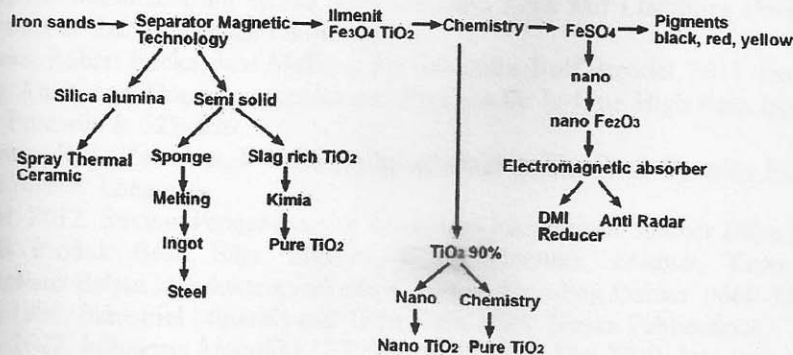 Iron sands
Separator Magnetic
Technology
Ilmenit
Fe3O4 TiO2
Chemistry
FeSO4
Pigments
black, red, yellow
nano
Silica alumina
Semi solid
nano Fe2O3
Spray Thermal
Ceramic
Sponge
Slag rich TiO2
Electromagnetic absorber
Melting
Kimia
DMI
Reducer
Anti Radar
Ingot
Pure TiO2
TiO2 90%
Steel
Nano
Chemistry
Nano TiO2
Pure TiO2